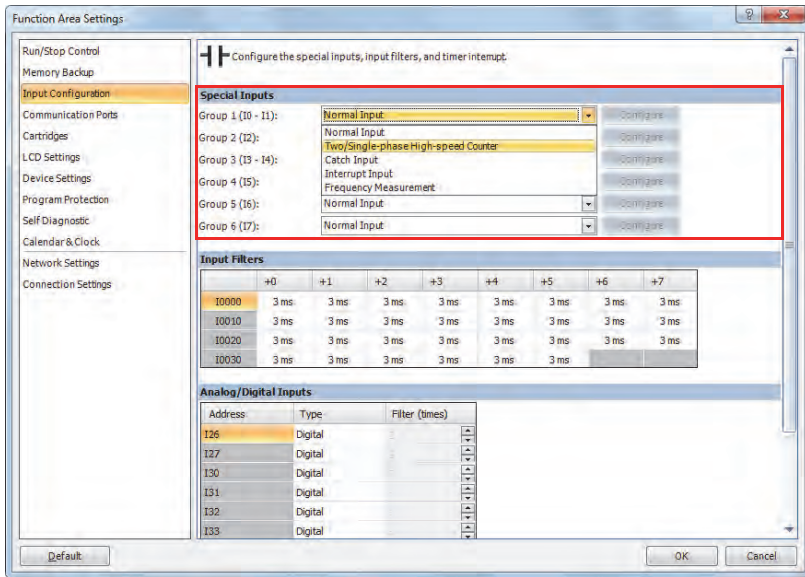 Function Area Settings
Run/Stop Control
Memory Backup
Input Configuration
Communication Ports
Cartridges
LCD Settings
Device Settings
Program Protection
Self Diagnostic
Calendar & Clock
Network Settings
Connection Settings
Configure the special inputs, input filters, and timer interrupt.
Special Inputs
Group 1 (I0 - I1): Normal Input Configure
Normal Input
Group 2 (I2): Configure
Two/Single-phase High-speed Counter
Group 3 (I3 - I4): Catch Input Configure
Interrupt Input
Group 4 (I5): Configure
Frequency Measurement
Group 5 (I6): Normal Input Configure
Group 6 (I7): Normal Input Configure
Input Filters
+0 +1 +2 +3 +4 +5 +6 +7
I0000 3 ms 3 ms 3 ms 3 ms 3 ms 3 ms 3 ms 3 ms
I0010 3 ms 3 ms 3 ms 3 ms 3 ms 3 ms 3 ms 3 ms
I0020 3 ms 3 ms 3 ms 3 ms 3 ms 3 ms 3 ms 3 ms
I0030 3 ms 3 ms 3 ms 3 ms 3 ms 3 ms
Analog/Digital Inputs
Address Type Filter (times)
I26 Digital
I27 Digital
I30 Digital
I31 Digital
I32 Digital
I33 Digital
Default OK Cancel